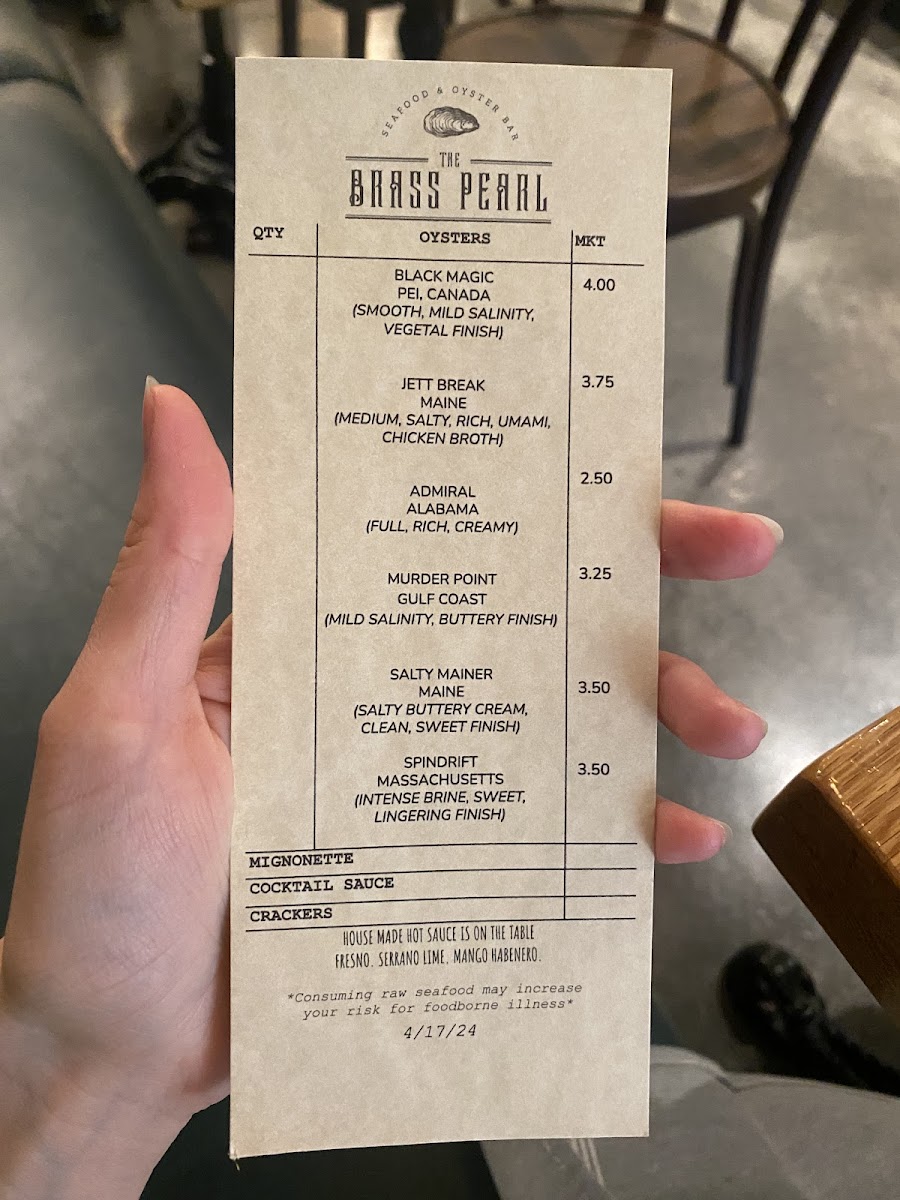 SEAFOOD & OYSTER BAR
THE
BRASS PEARL
QTY OYSTERS MKT
BLACK MAGIC 4.00
PEI, CANADA
(SMOOTH, MILD SALINITY,
VEGETAL FINISH)
JETT BREAK 3.75
MAINE
(MEDIUM, SALTY, RICH, UMAMI,
CHICKEN BROTH)
ADMIRAL 2.50
ALABAMA
(FULL, RICH, CREAMY)
MURDER POINT 3.25
GULF COAST
(MILD SALINITY, BUTTERY FINISH)
SALTY MAINER 3.50
MAINE
(SALTY BUTTERY CREAM,
CLEAN, SWEET FINISH)
SPINDRIFT 3.50
MASSACHUSETTS
(INTENSE BRINE, SWEET,
LINGERING FINISH)
MIGNONETTE
COCKTAIL SAUCE
CRACKERS
HOUSE MADE HOT SAUCE IS ON THE TABLE
FRESNO. SERRANO LIME. MANGO HABENERO.
*Consuming raw seafood may increase
your risk for foodborne illness*
4/17/24